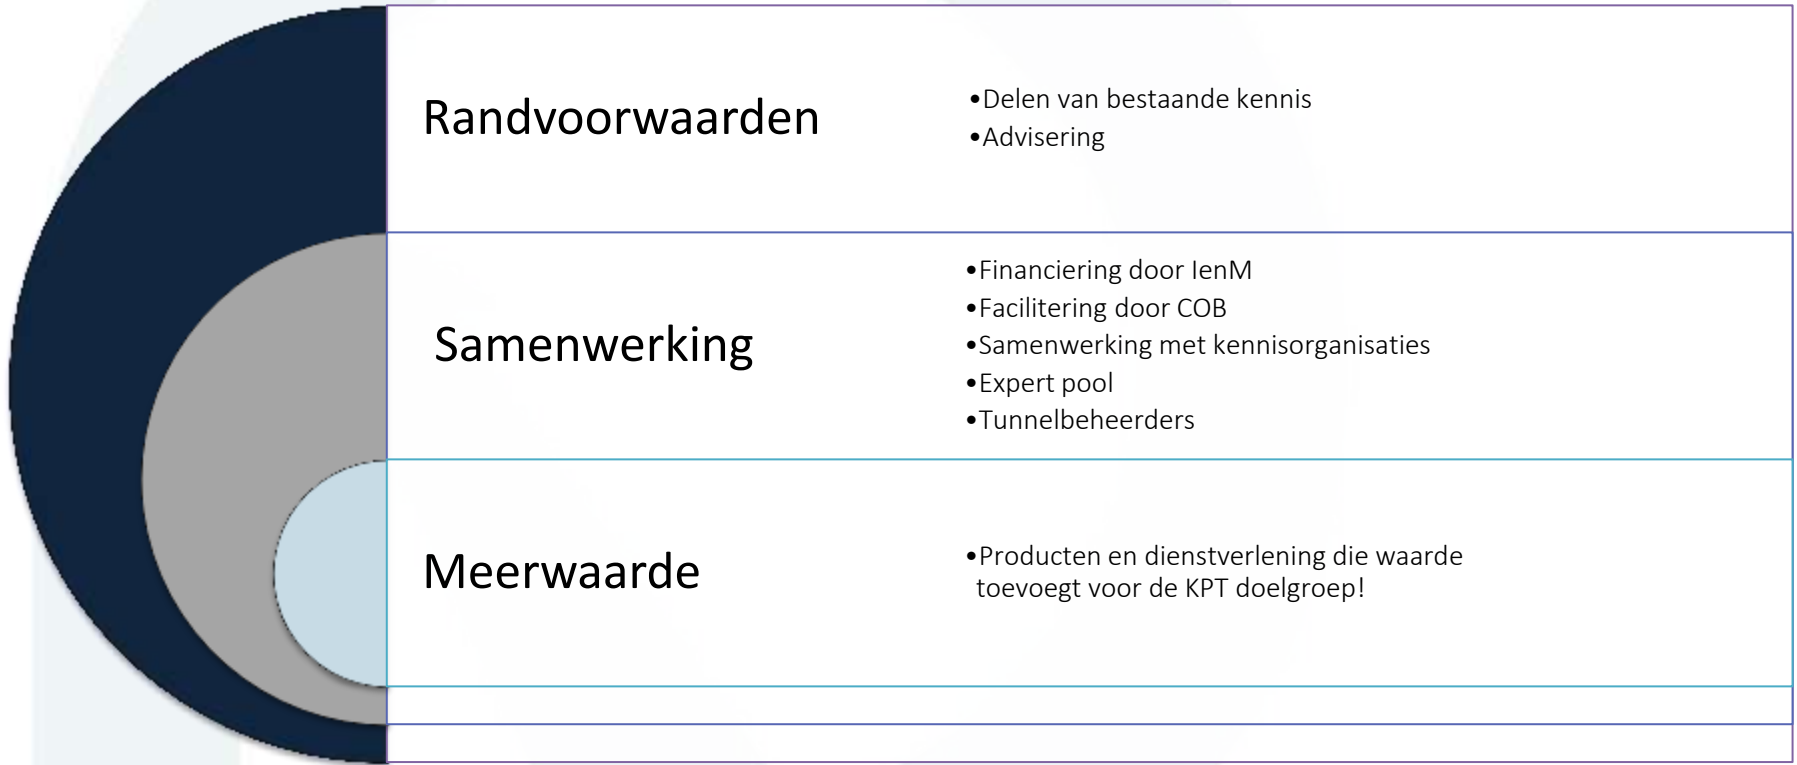 Randvoorwaarden
•Delen van bestaande kennis
•Advisering
Samenwerking
•Financiering door IenM
•Facilitering door COB
•Samenwerking met kennisorganisaties
•Expert pool
•Tunnelbeheerders
Meerwaarde
•Producten en dienstverlening die waarde
toevoegt voor de KPT doelgroep!